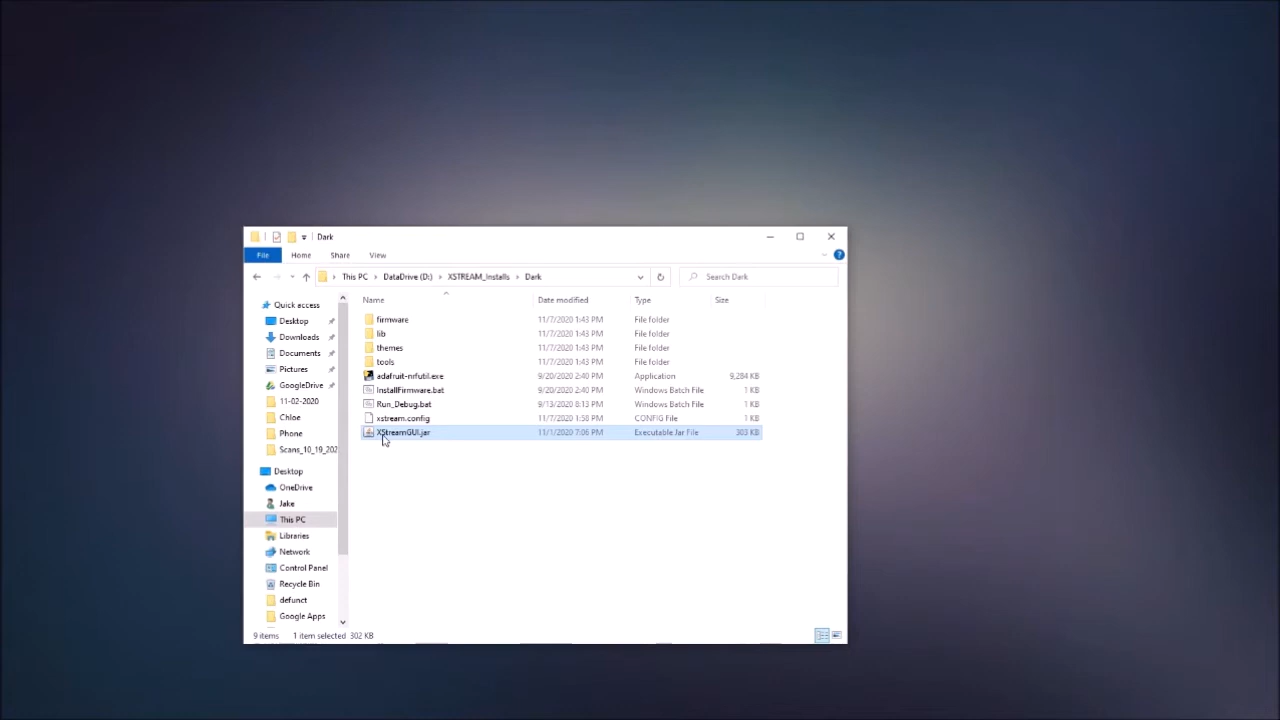 Dark
File Home Share View
This PC DataDrive (D:) XSTREAM_Installs Dark Search Dark
Name Date modified Type Size
Quick access
Desktop
Downloads
Documents
Pictures
GoogleDrive
11-02-2020
Chloe
Phone
Scans_10_19_202
Desktop
OneDrive
Jake
This PC
Libraries
Network
Control Panel
Recycle Bin
defunct
Google Apps
firmware 11/7/2020 1:43 PM File folder
lib 11/7/2020 1:43 PM File folder
themes 11/7/2020 1:43 PM File folder
tools 11/7/2020 1:43 PM File folder
adafruit-nrfutil.exe 9/20/2020 2:40 PM Application 9,284 KB
InstallFirmware.bat 9/20/2020 2:40 PM Windows Batch File 1 KB
Run_Debug.bat 9/13/2020 8:13 PM Windows Batch File 1 KB
xstream.config 11/7/2020 1:58 PM CONFIG File 1 KB
XStreamGUI.jar 11/1/2020 7:06 PM Executable Jar File 303 KB
9 items 1 item selected 302 KB